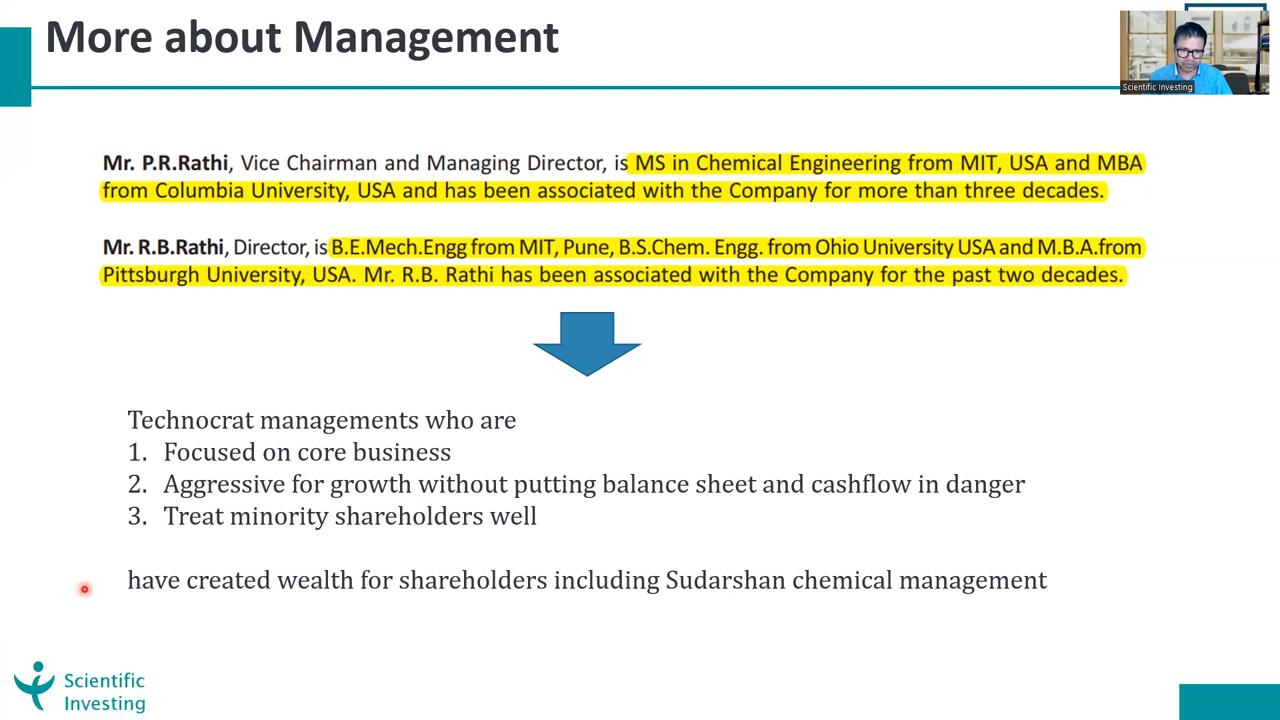 More about Management
Scientific Investing
Mr. P.R.Rathi, Vice Chairman and Managing Director, is MS in Chemical Engineering from MIT, USA and MBA
from Columbia University, USA and has been associated with the Company for more than three decades.
Mr. R.B.Rathi, Director, is B.E.Mech.Engg from MIT, Pune, B.S.Chem. Engg. from Ohio University USA and M.B.A.from
Pittsburgh University, USA. Mr. R.B. Rathi has been associated with the Company for the past two decades.
Technocrat managements who are
1. Focused on core business
2. Aggressive for growth without putting balance sheet and cashflow in danger
3. Treat minority shareholders well
have created wealth for shareholders including Sudarshan chemical management
Scientific
Investing